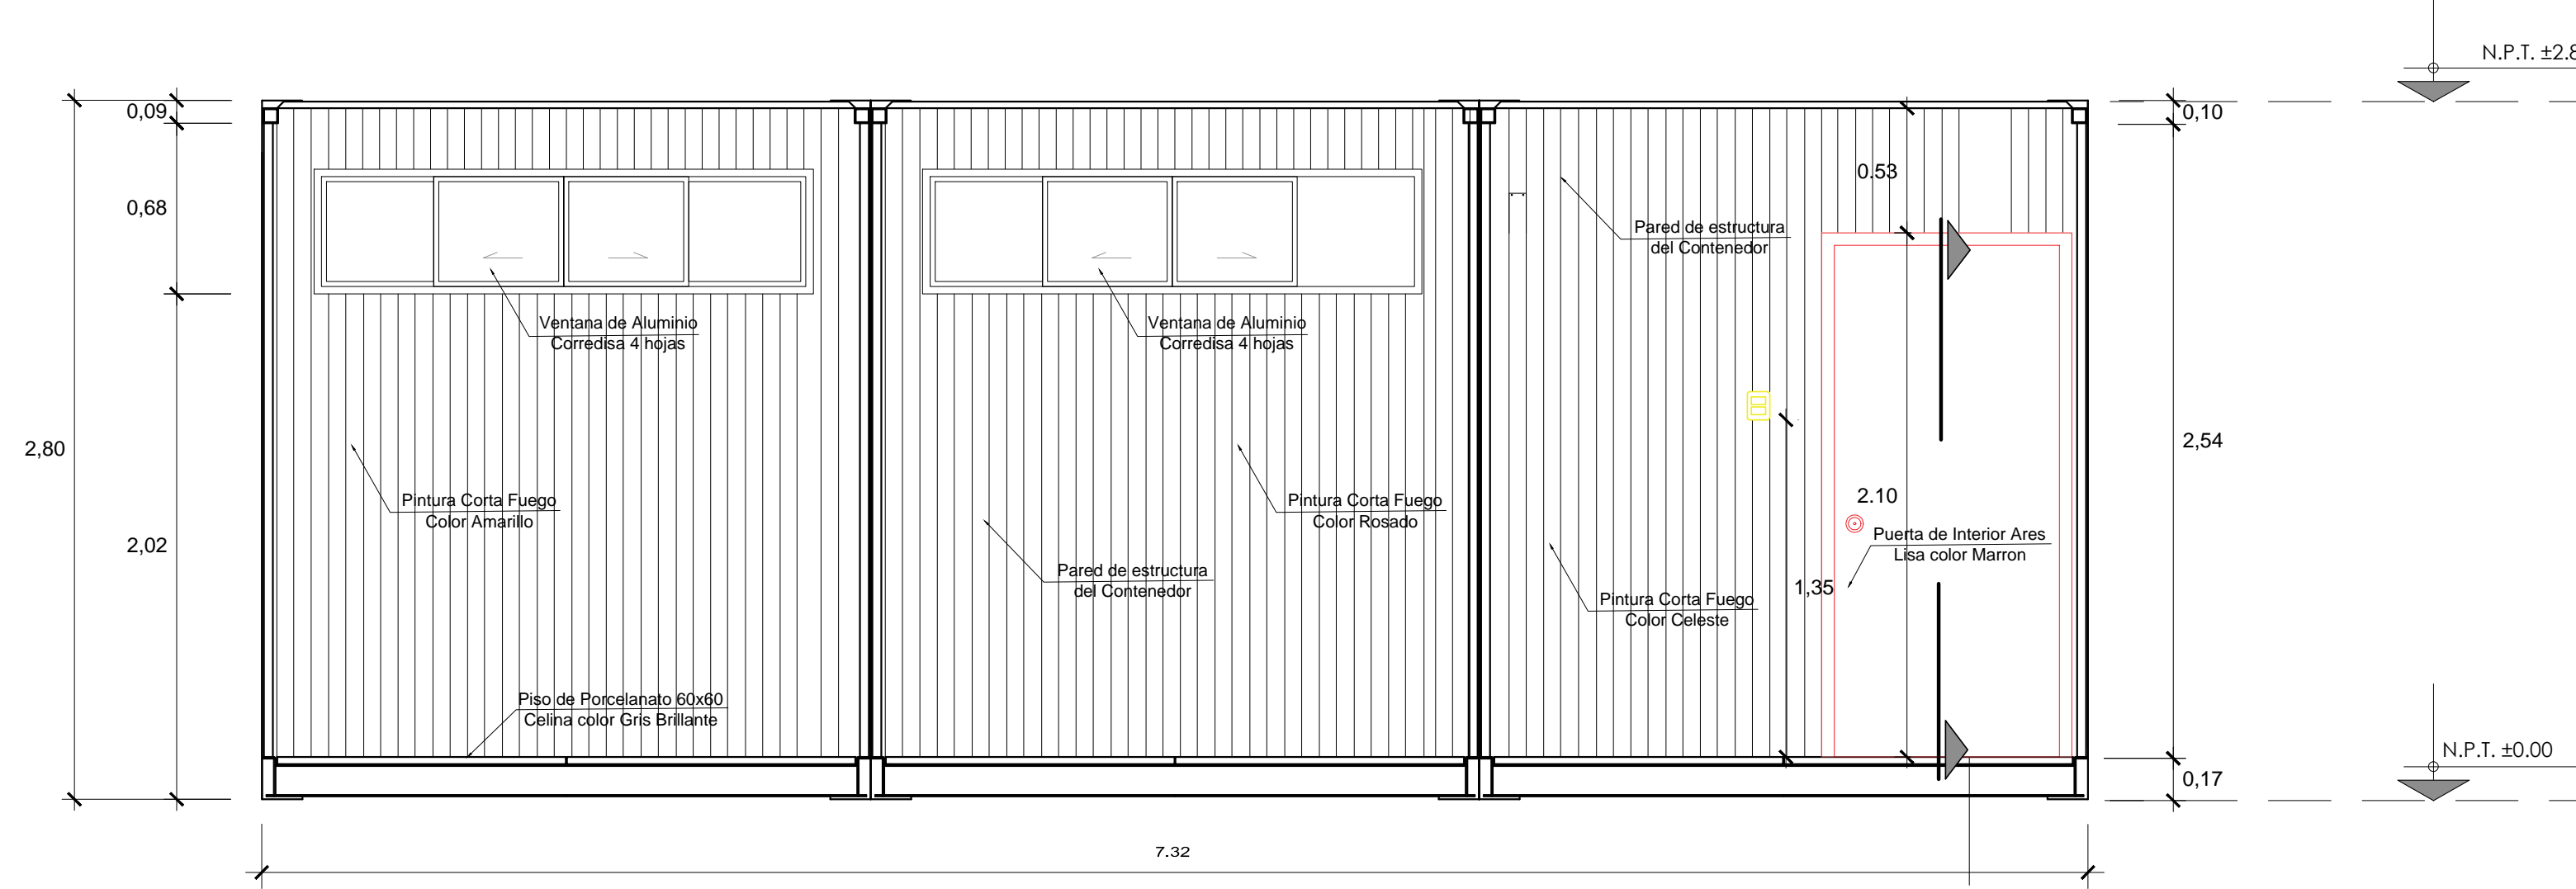 N.P.T. ±2.8
0,09
0,10
0.53
0,68
Pared de estructura
del Contenedor
Ventana de Aluminio
Corredisa 4 hojas
Ventana de Aluminio
Corredisa 4 hojas
2,80
2,54
Pintura Corta Fuego
Color Amarillo
Pintura Corta Fuego
Color Rosado
2.10
2,02
Puerta de Interior Ares
Lisa color Marron
Pared de estructura
del Contenedor
1,35
Pintura Corta Fuego
Color Celeste
Piso de Porcelanato 60x60
Celina color Gris Brillante
N.P.T. ±0.00
0,17
7.32